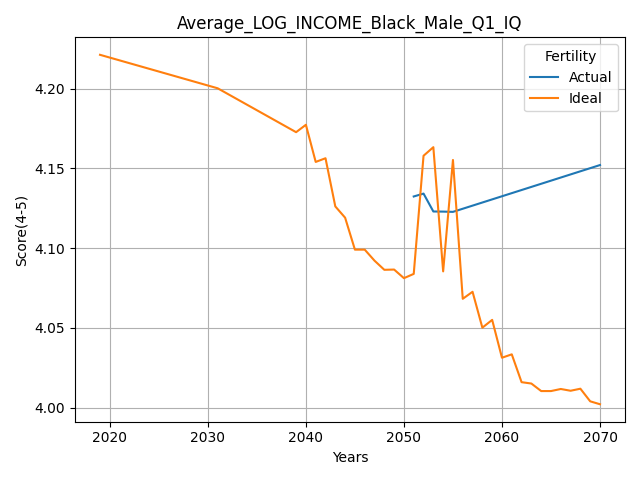 Average_LOG_INCOME_Black_Male_Q1_IQ
Fertility
Actual
Ideal
Score(4-5)
4.20
4.15
4.10
4.05
4.00
2020 2030 2040 2050 2060 2070
Years